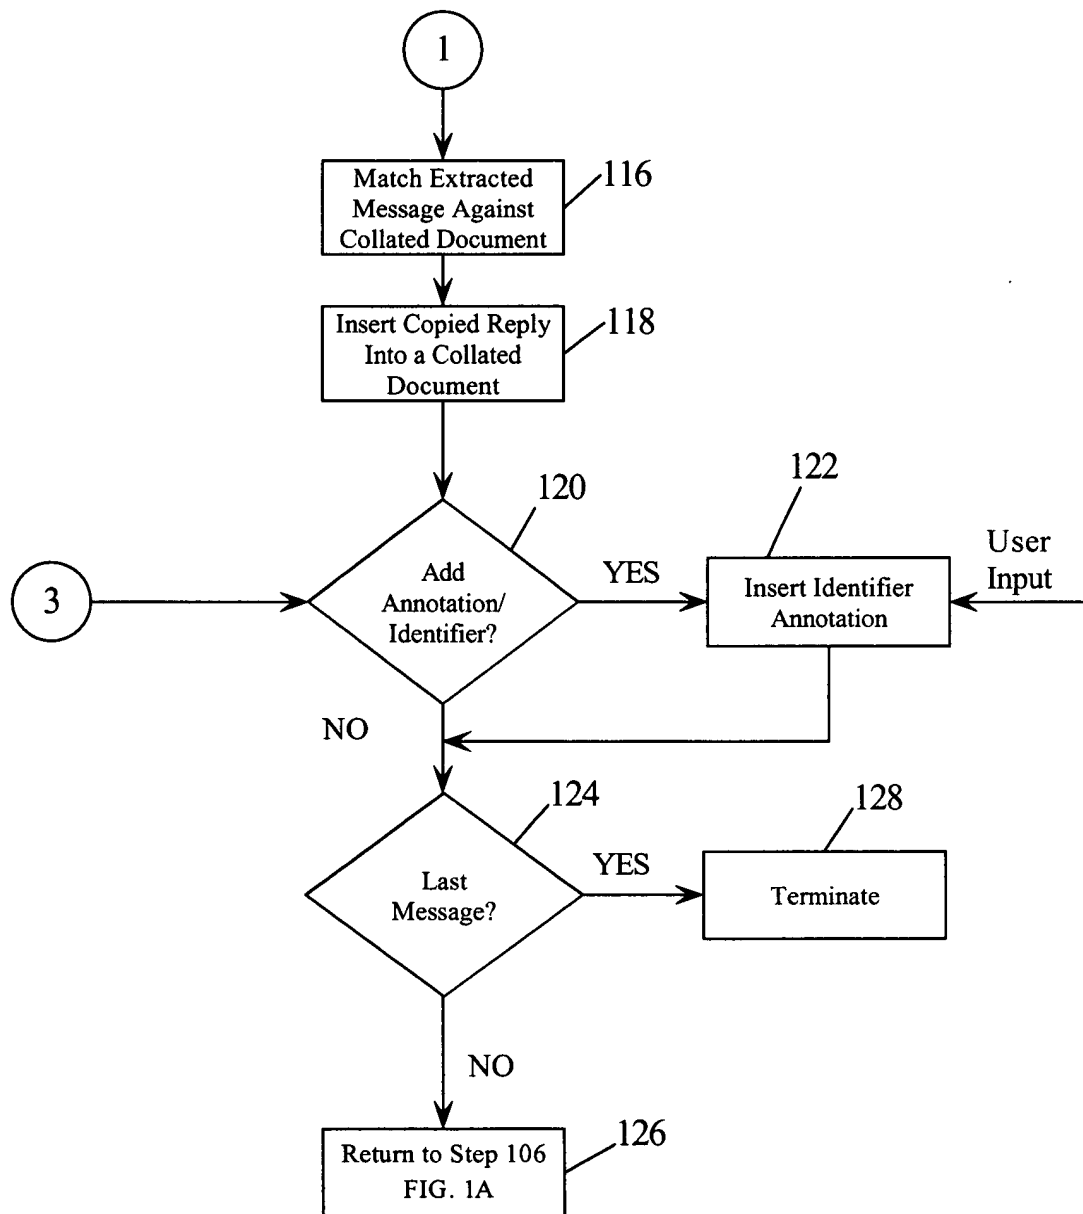 1
Match Extracted
Message Against
Collated Document
116
Insert Copied Reply
Into a Collated
Document
118
120
122
User
Input
3
Add
Annotation/
Identifier?
YES
Insert Identifier
Annotation
NO
124
128
Last
Message?
YES
Terminate
NO
Return to Step 106
FIG. 1A
126